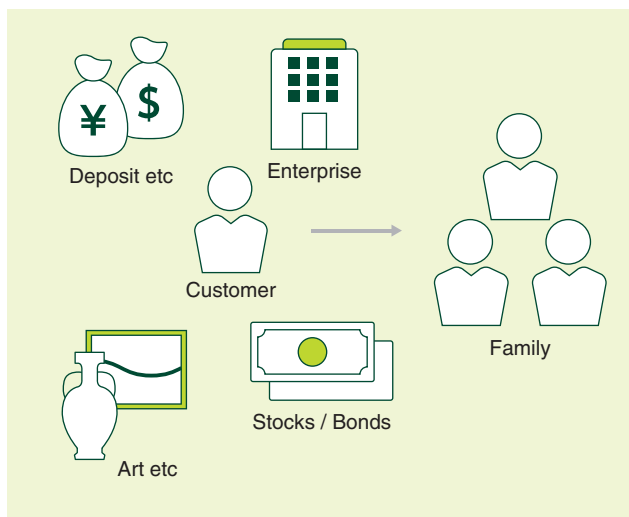 ¥
$
Deposit etc
Enterprise
Customer
Family
Stocks / Bonds
Art etc